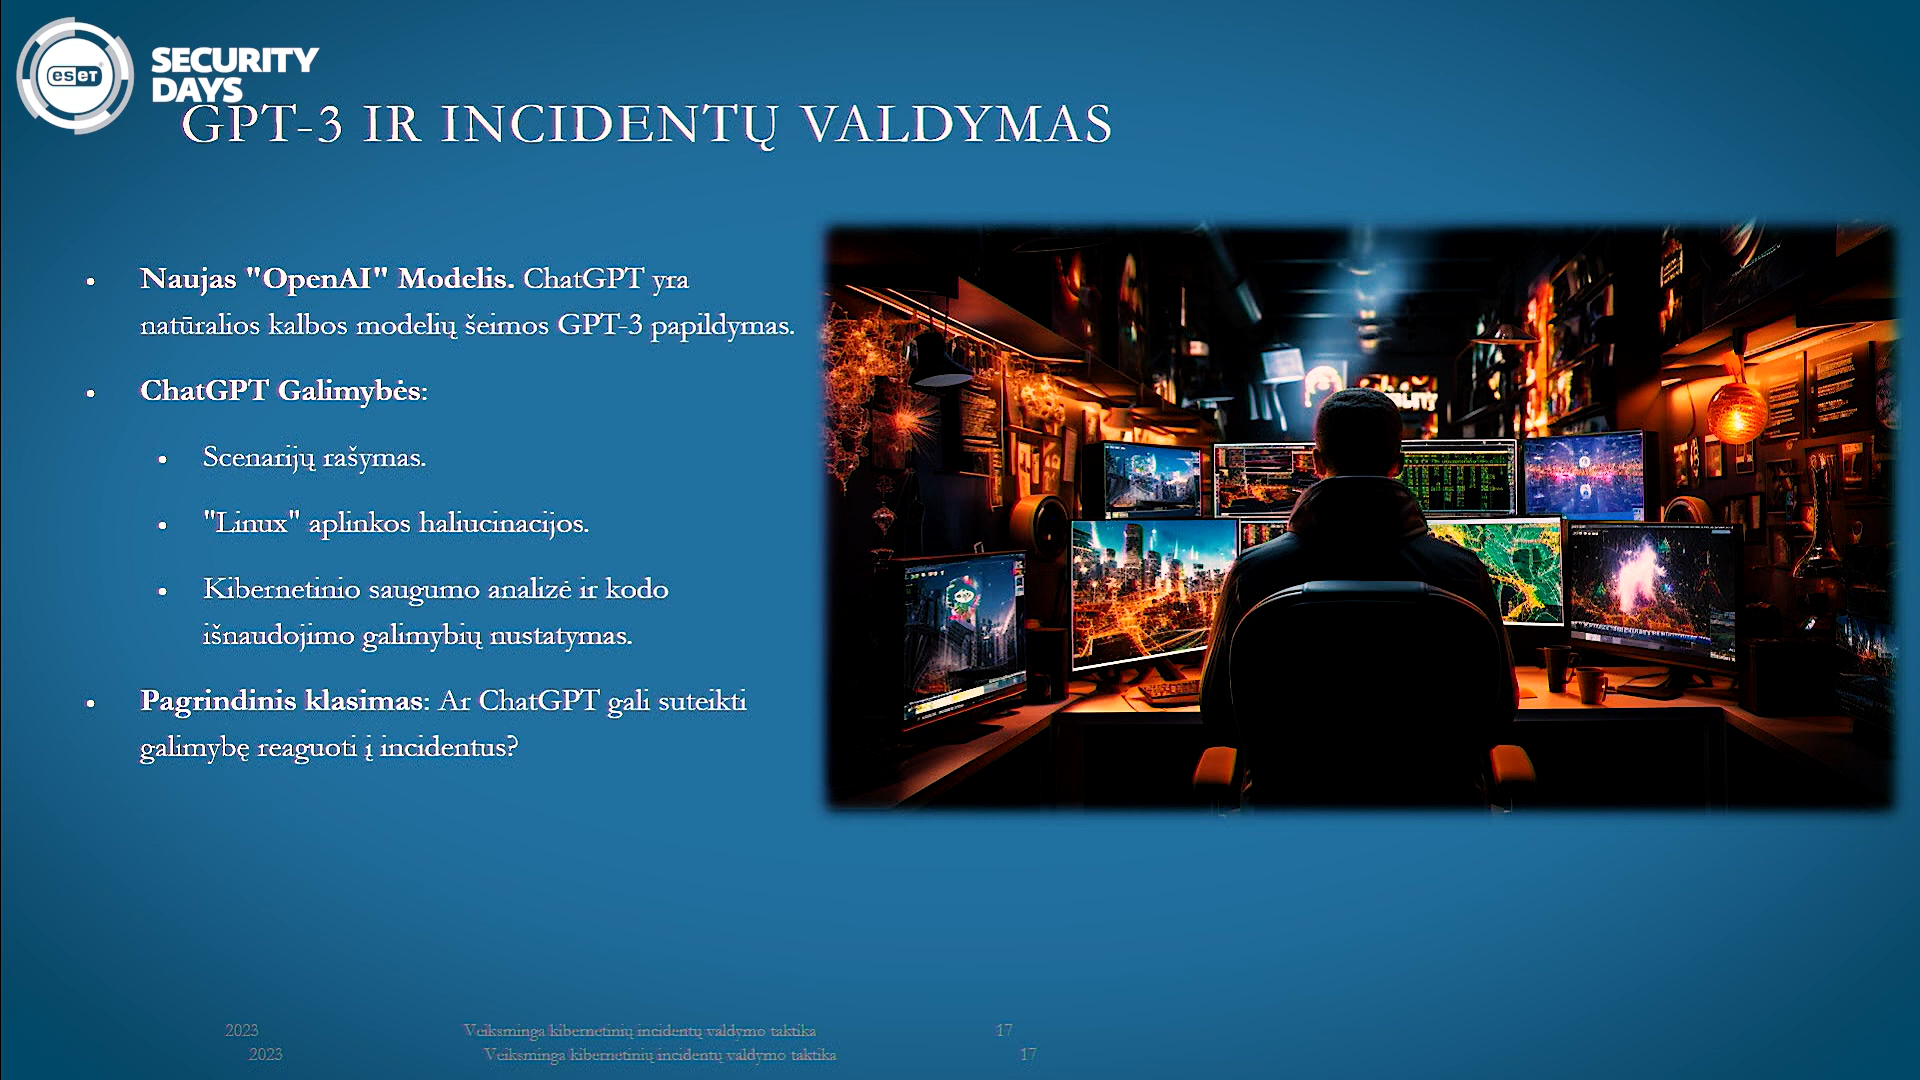 eset
SECURITY
DAYS
GPT-3 IR INCIDENTŲ VALDYMAS
Naujas "OpenAI" Modelis. ChatGPT yra
natūralios kalbos modelių šeimos GPT-3 papildymas.
ChatGPT Galimybės:
Scenarijų rašymas.
"Linux" aplinkos haliucinacijos.
Kibernetinio saugumo analizė ir kodo
išnaudojimo galimybių nustatymas.
Pagrindinis klasimas: Ar ChatGPT gali suteikti
galimybę reaguoti į incidentus?
2023 Veiksminga kibernetinių incidentų valdymo taktika 17
2023 Veiksminga kibernetinių incidentų valdymo taktika 17